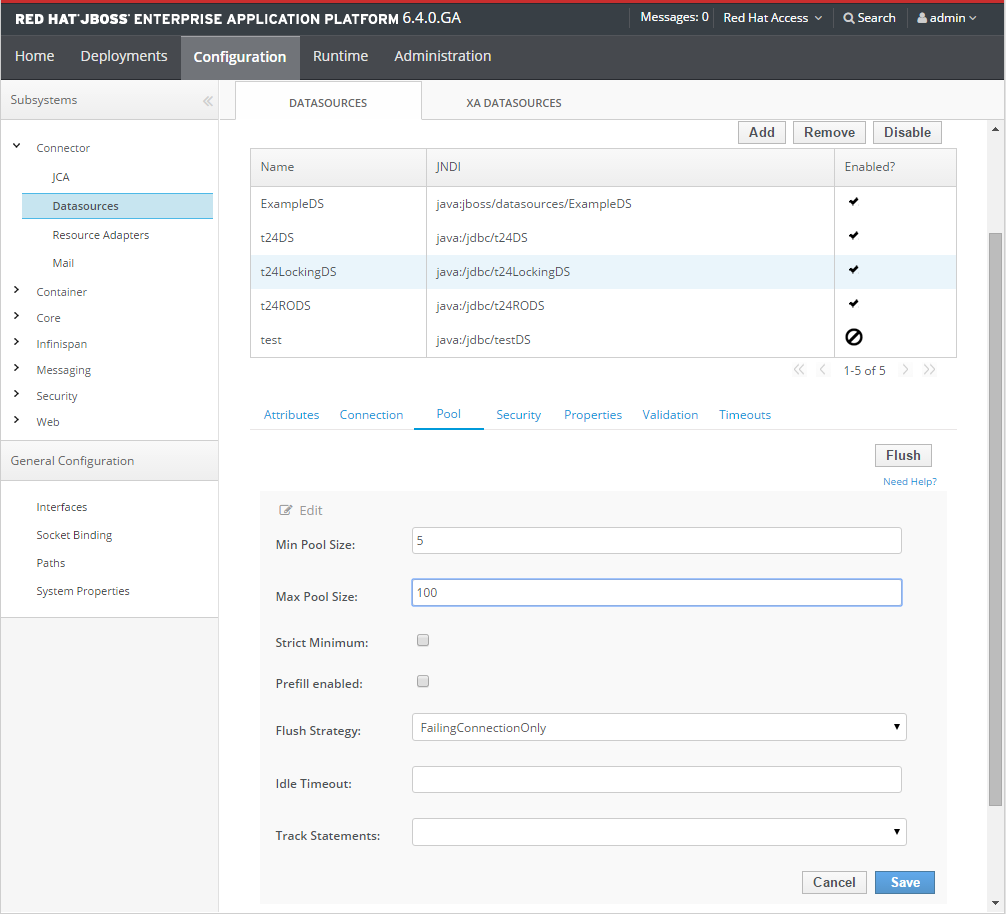 RED HAT JBOSS ENTERPRISE APPLICATION PLATFORM 6.4.0.GA
Messages: 0 Red Hat Access Search admin
Home Deployments Configuration Runtime Administration
Subsystems
Connector
JCA
Datasources
Resource Adapters
Mail
Container
Core
Infinispan
Messaging
Security
Web
General Configuration
Interfaces
Socket Binding
Paths
System Properties
DATASOURCES XA DATASOURCES
Add Remove Disable
Name JNDI Enabled?
ExampleDS java:jboss/datasources/ExampleDS
t24DS java:/jdbc/t24DS
t24LockingDS java:/jdbc/t24LockingDS
t24RODS java:/jdbc/t24RODS
test java:/jdbc/testDS
1-5 of 5
Attributes Connection Pool Security Properties Validation Timeouts
Flush
Need Help?
Edit
Min Pool Size: 5
Max Pool Size: 100
Strict Minimum:
Prefill enabled:
Flush Strategy: FailingConnectionOnly
Idle Timeout:
Track Statements:
Cancel Save